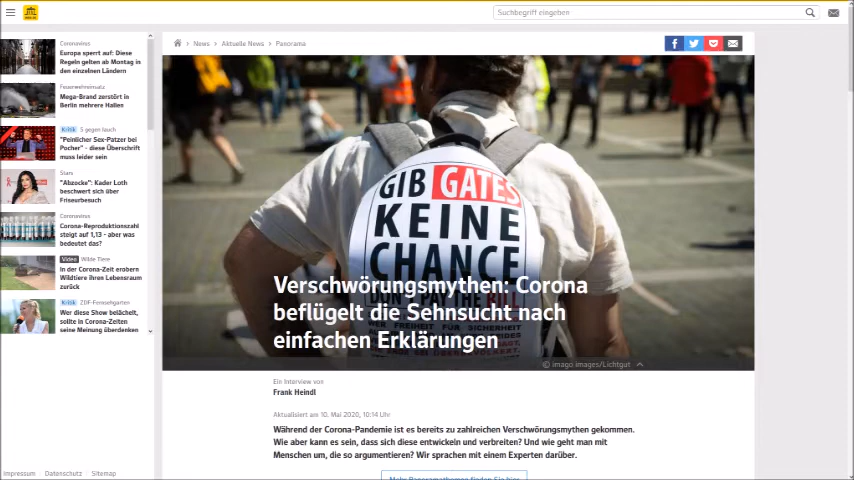 Suchbegriff eingeben
News
Aktuelle News
Panorama
Coronavirus
Europa sperrt auf: Diese
Regeln gelten ab Montag in
den einzelnen Ländern
Feuerwehreinsatz
Mega-Brand zerstört in
Berlin mehrere Hallen
Kritik 5 gegen Jauch
"Peinlicher Sex-Patzer bei
Pocher" - diese Überschrift
muss leider sein
Stars
"Abzocke": Kader Loth
beschwert sich über
Friseurbesuch
Coronavirus
Corona-Reproduktionszahl
steigt auf 1,13 - aber was
bedeutet das?
Video Wilde Tiere
In der Corona-Zeit erobern
Wildtiere ihren Lebensraum
zurück
Kritik ZDF-Fernsehgarten
Wer diese Show belächelt,
sollte in Corona-Zeiten
seine Meinung überdenken
Impressum Datenschutz Sitemap
GIB GATES
KEINE
CHANCE
Verschwörungsmythen: Corona
beflügelt die Sehnsucht nach
einfachen Erklärungen
© imago images/Lichtgut
Ein Interview von
Frank Heindl
Aktualisiert am 10. Mai 2020, 10:14 Uhr
Während der Corona-Pandemie ist es bereits zu zahlreichen Verschwörungsmythen gekommen.
Wie aber kann es sein, dass sich diese entwickeln und verbreiten? Und wie geht man mit
Menschen um, die so argumentieren? Wir sprachen mit einem Experten darüber.
Mehr Panoramathemen finden Sie hier